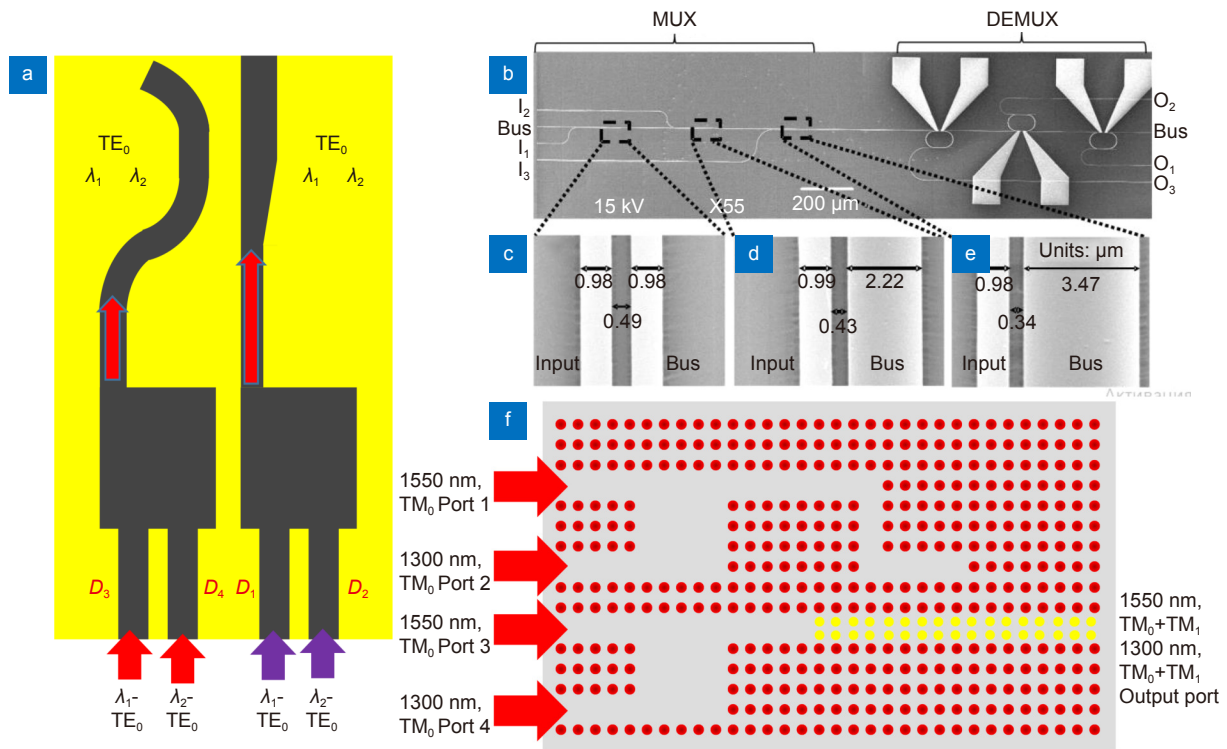 a
TE₀
λ₁ λ₂
TE₀
λ₁ λ₂
D₃
D₄
D₁
D₂
λ₁-
TE₀
λ₂-
TE₀
λ₁-
TE₀
λ₂-
TE₀
MUX
DEMUX
b
I₂
Bus
I₁
I₃
O₂
Bus
O₁
O₃
15 kV
X55
200 μm
c
0.98
0.98
0.49
Input
Bus
d
0.99
2.22
0.43
Input
Bus
e
Units: μm
0.98
3.47
0.34
Input
Bus
Активация
f
1550 nm,
TM₀ Port 1
1300 nm,
TM₀ Port 2
1550 nm,
TM₀ Port 3
1300 nm,
TM₀ Port 4
1550 nm,
TM₀+TM₁
1300 nm,
TM₀+TM₁
Output port